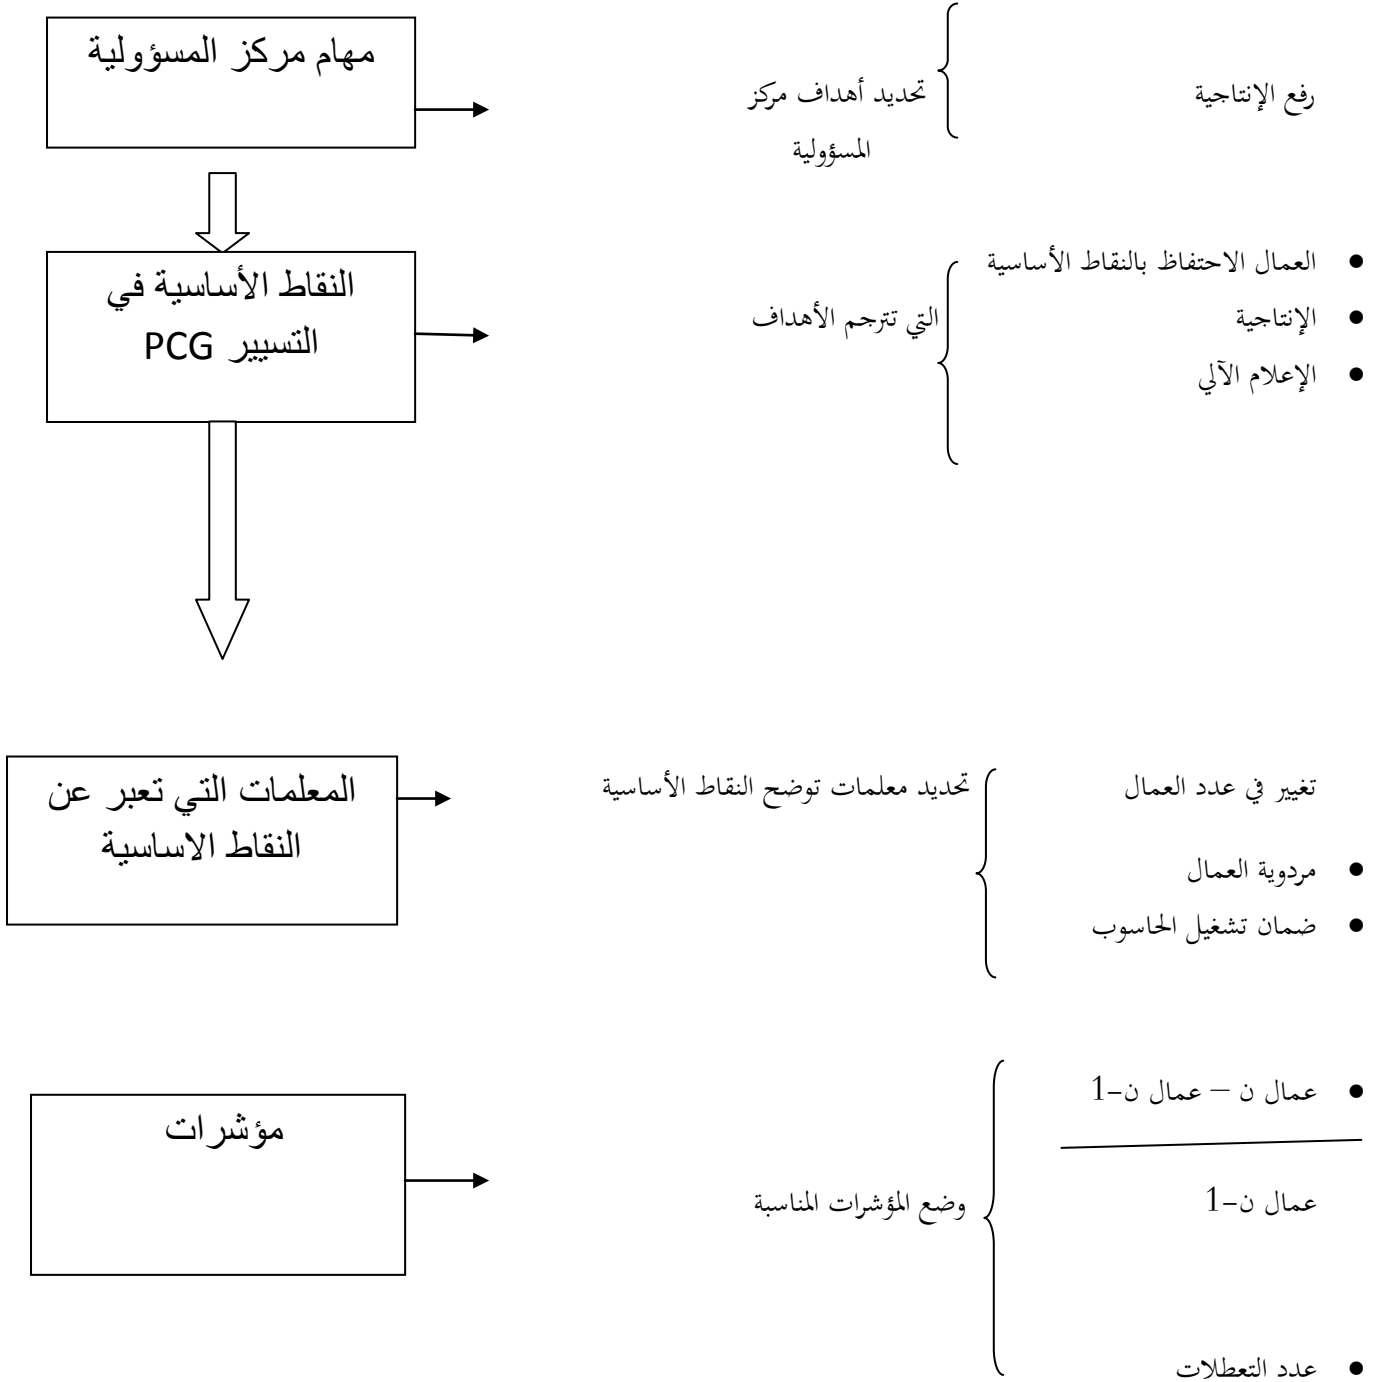 مهام مركز المسؤولية
تحديد أهداف مركز
المسؤولية
رفع الإنتاجية
النقاط الأساسية في
التسيير PCG
التي تترجم الأهداف
• العمال الاحتفاظ بالنقاط الأساسية
• الإنتاجية
• الإعلام الآلي
المعلمات التي تعبر عن
النقاط الاساسية
تحديد معلمات توضح النقاط الأساسية
تغيير في عدد العمال
• مردوية العمال
• ضمان تشغيل الحاسوب
مؤشرات
وضع المؤشرات المناسبة
• عمال ن – عمال ن-1
عمال ن-1
• عدد التعطلات